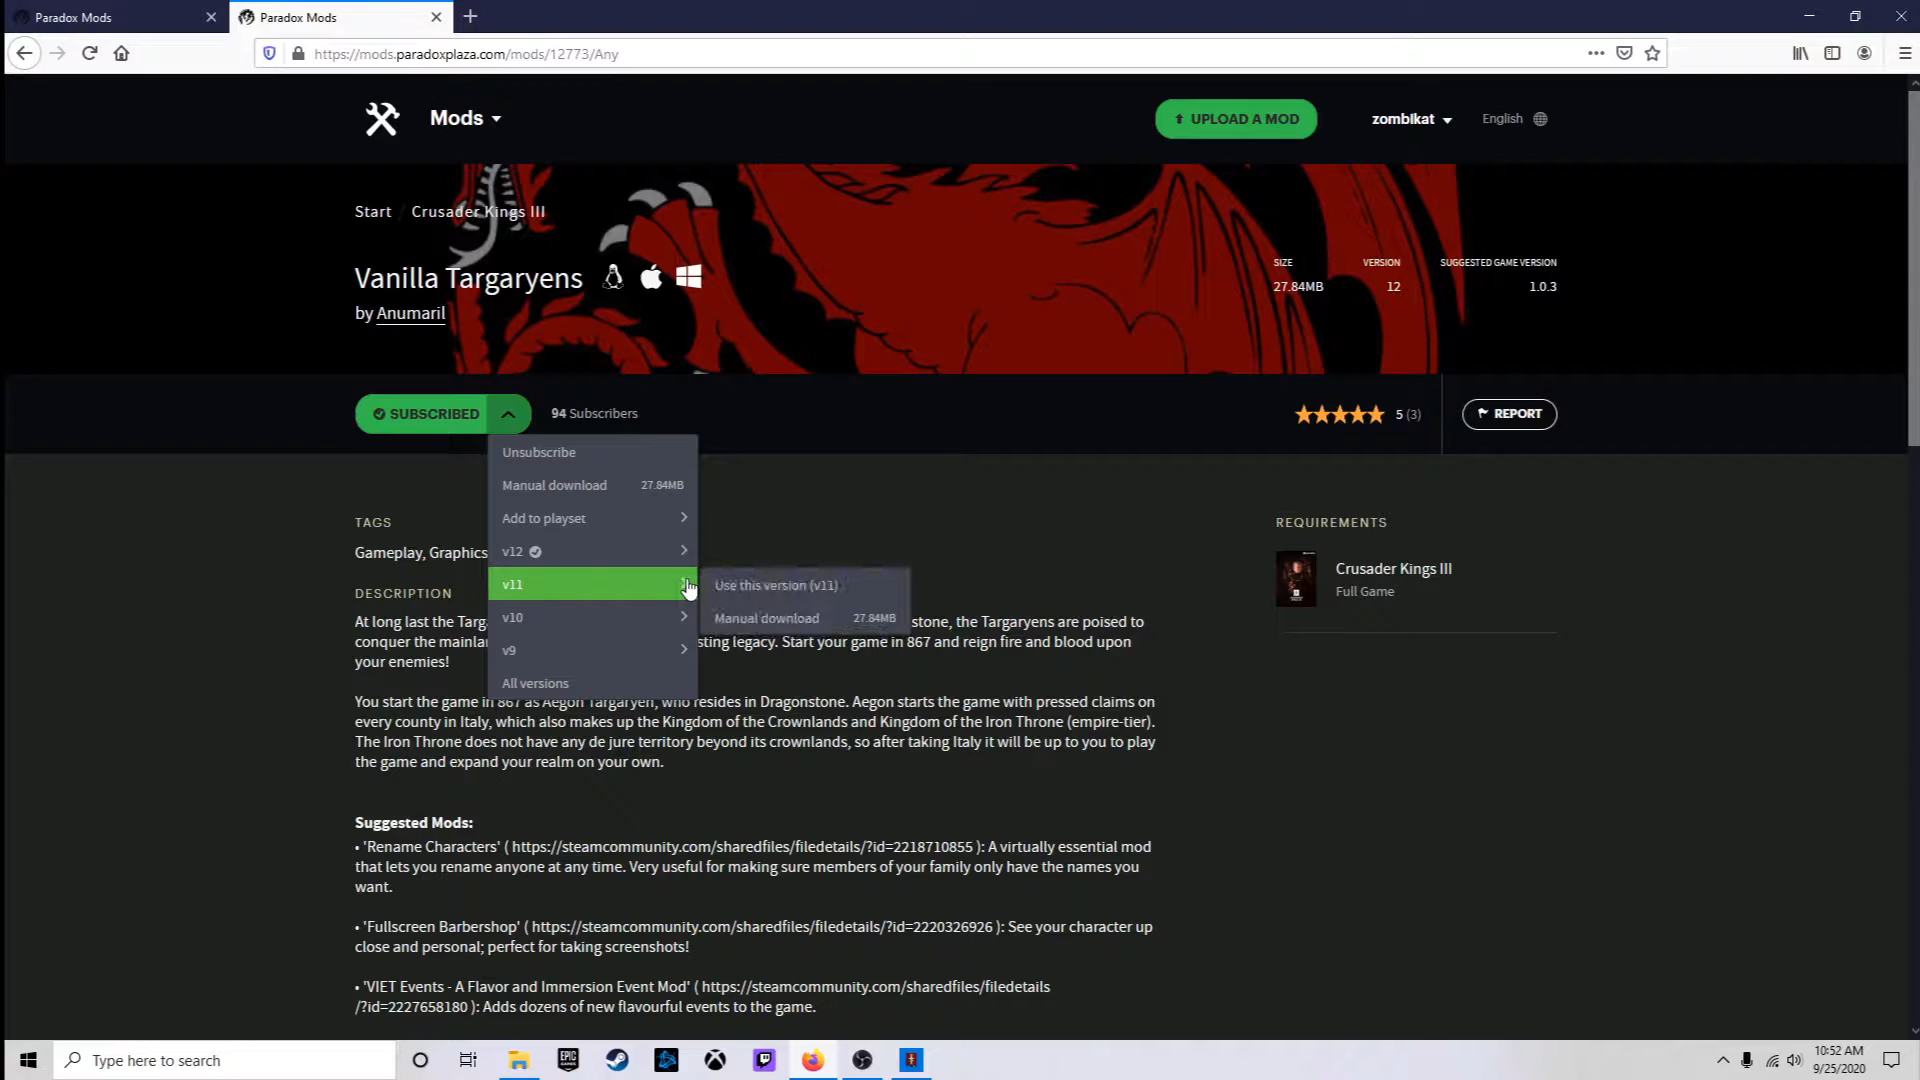 Paradox Mods
Paradox Mods
https://mods.paradoxplaza.com/mods/12773/Any
Mods
UPLOAD A MOD
zombikat
English
Start / Crusader Kings III
Vanilla Targaryens
by Anumaril
SIZE
27.84MB
VERSION
12
SUGGESTED GAME VERSION
1.0.3
SUBSCRIBED
94 Subscribers
5 (3)
REPORT
Unsubscribe
Manual download 27.84MB
Add to playset
v12
v11
v10
v9
All versions
Use this version (v11)
Manual download 27.84MB
TAGS
Gameplay, Graphics
DESCRIPTION
At long last the Targ stone, the Targaryens are poised to
conquer the mainla sting legacy. Start your game in 867 and reign fire and blood upon
your enemies!
You start the game in 867 as Aegon Targaryen, who resides in Dragonstone. Aegon starts the game with pressed claims on
every county in Italy, which also makes up the Kingdom of the Crownlands and Kingdom of the Iron Throne (empire-tier).
The Iron Throne does not have any de jure territory beyond its crownlands, so after taking Italy it will be up to you to play
the game and expand your realm on your own.
Suggested Mods:
• 'Rename Characters' ( https://steamcommunity.com/sharedfiles/filedetails/?id=2218710855 ): A virtually essential mod
that lets you rename anyone at any time. Very useful for making sure members of your family only have the names you
want.
• 'Fullscreen Barbershop' ( https://steamcommunity.com/sharedfiles/filedetails/?id=2220326926 ): See your character up
close and personal; perfect for taking screenshots!
• 'VIET Events - A Flavor and Immersion Event Mod' ( https://steamcommunity.com/sharedfiles/filedetails
/?id=2227658180 ): Adds dozens of new flavourful events to the game.
REQUIREMENTS
Crusader Kings III
Full Game
Type here to search
EPIC
GAMES
10:52 AM
9/25/2020